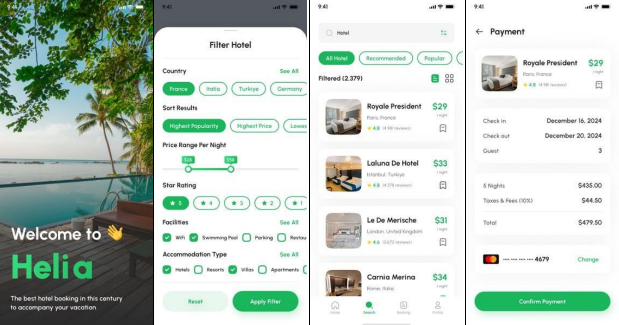 9:41
Welcome to 👋
Helia
The best hotel booking in this century
to accompany your vacation
9:41
Filter Hotel
Country See All
France Italia Turkiye Germany
Sort Results
Highest Popularity Highest Price Lowes
Price Range Per Night
Star Rating
5 4 3 2 1
Facilities See All
Wifi Swimming Pool Parking Restau
Accommodation Type See All
Hotels Resorts Villas Apartments
Reset Apply Filter
9:41
Hotel
All Hotel Recommended Popular
Filtered (2.379)
Royale President $29
Paris, France / night
4.8 (4.981 reviews)
Laluna De Hotel $33
Istanbul, Turkiye / night
4.8 (4.378 reviews)
Le De Merische $31
London, United Kingdom / night
4.6 (3.672 reviews)
Carnia Merina $34
Rome, Italia / night
Home Search Booking Profile
9:41
Payment
Royale President $29
Paris, France / night
4.8 (4.981 reviews)
Check in December 16, 2024
Check out December 20, 2024
Guest 3
5 Nights $435.00
Taxes & Fees (10%) $44.50
Total $479.50
4679 Change
Confirm Payment